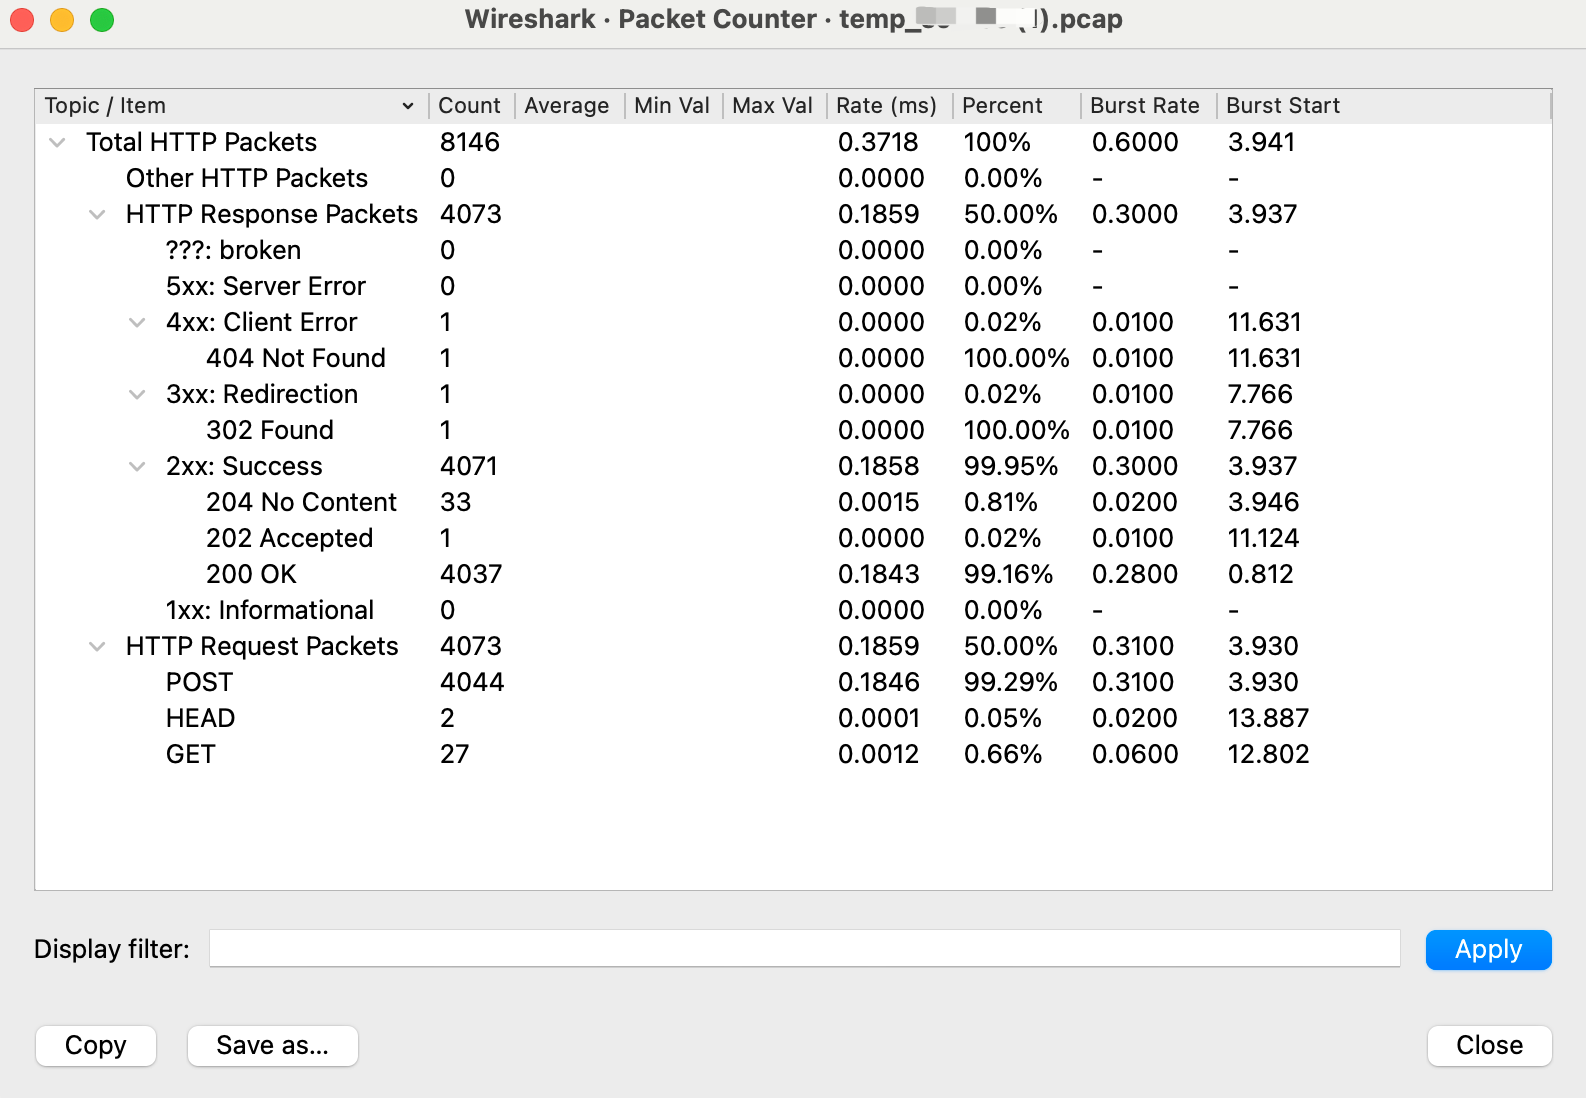 Wireshark · Packet Counter · temp_ ).pcap
Topic / Item Count Average Min Val Max Val Rate (ms) Percent Burst Rate Burst Start
Total HTTP Packets 8146 0.3718 100% 0.6000 3.941
Other HTTP Packets 0 0.0000 0.00% - -
HTTP Response Packets 4073 0.1859 50.00% 0.3000 3.937
???: broken 0 0.0000 0.00% - -
5xx: Server Error 0 0.0000 0.00% - -
4xx: Client Error 1 0.0000 0.02% 0.0100 11.631
404 Not Found 1 0.0000 100.00% 0.0100 11.631
3xx: Redirection 1 0.0000 0.02% 0.0100 7.766
302 Found 1 0.0000 100.00% 0.0100 7.766
2xx: Success 4071 0.1858 99.95% 0.3000 3.937
204 No Content 33 0.0015 0.81% 0.0200 3.946
202 Accepted 1 0.0000 0.02% 0.0100 11.124
200 OK 4037 0.1843 99.16% 0.2800 0.812
1xx: Informational 0 0.0000 0.00% - -
HTTP Request Packets 4073 0.1859 50.00% 0.3100 3.930
POST 4044 0.1846 99.29% 0.3100 3.930
HEAD 2 0.0001 0.05% 0.0200 13.887
GET 27 0.0012 0.66% 0.0600 12.802
Display filter: Apply
Copy Save as... Close